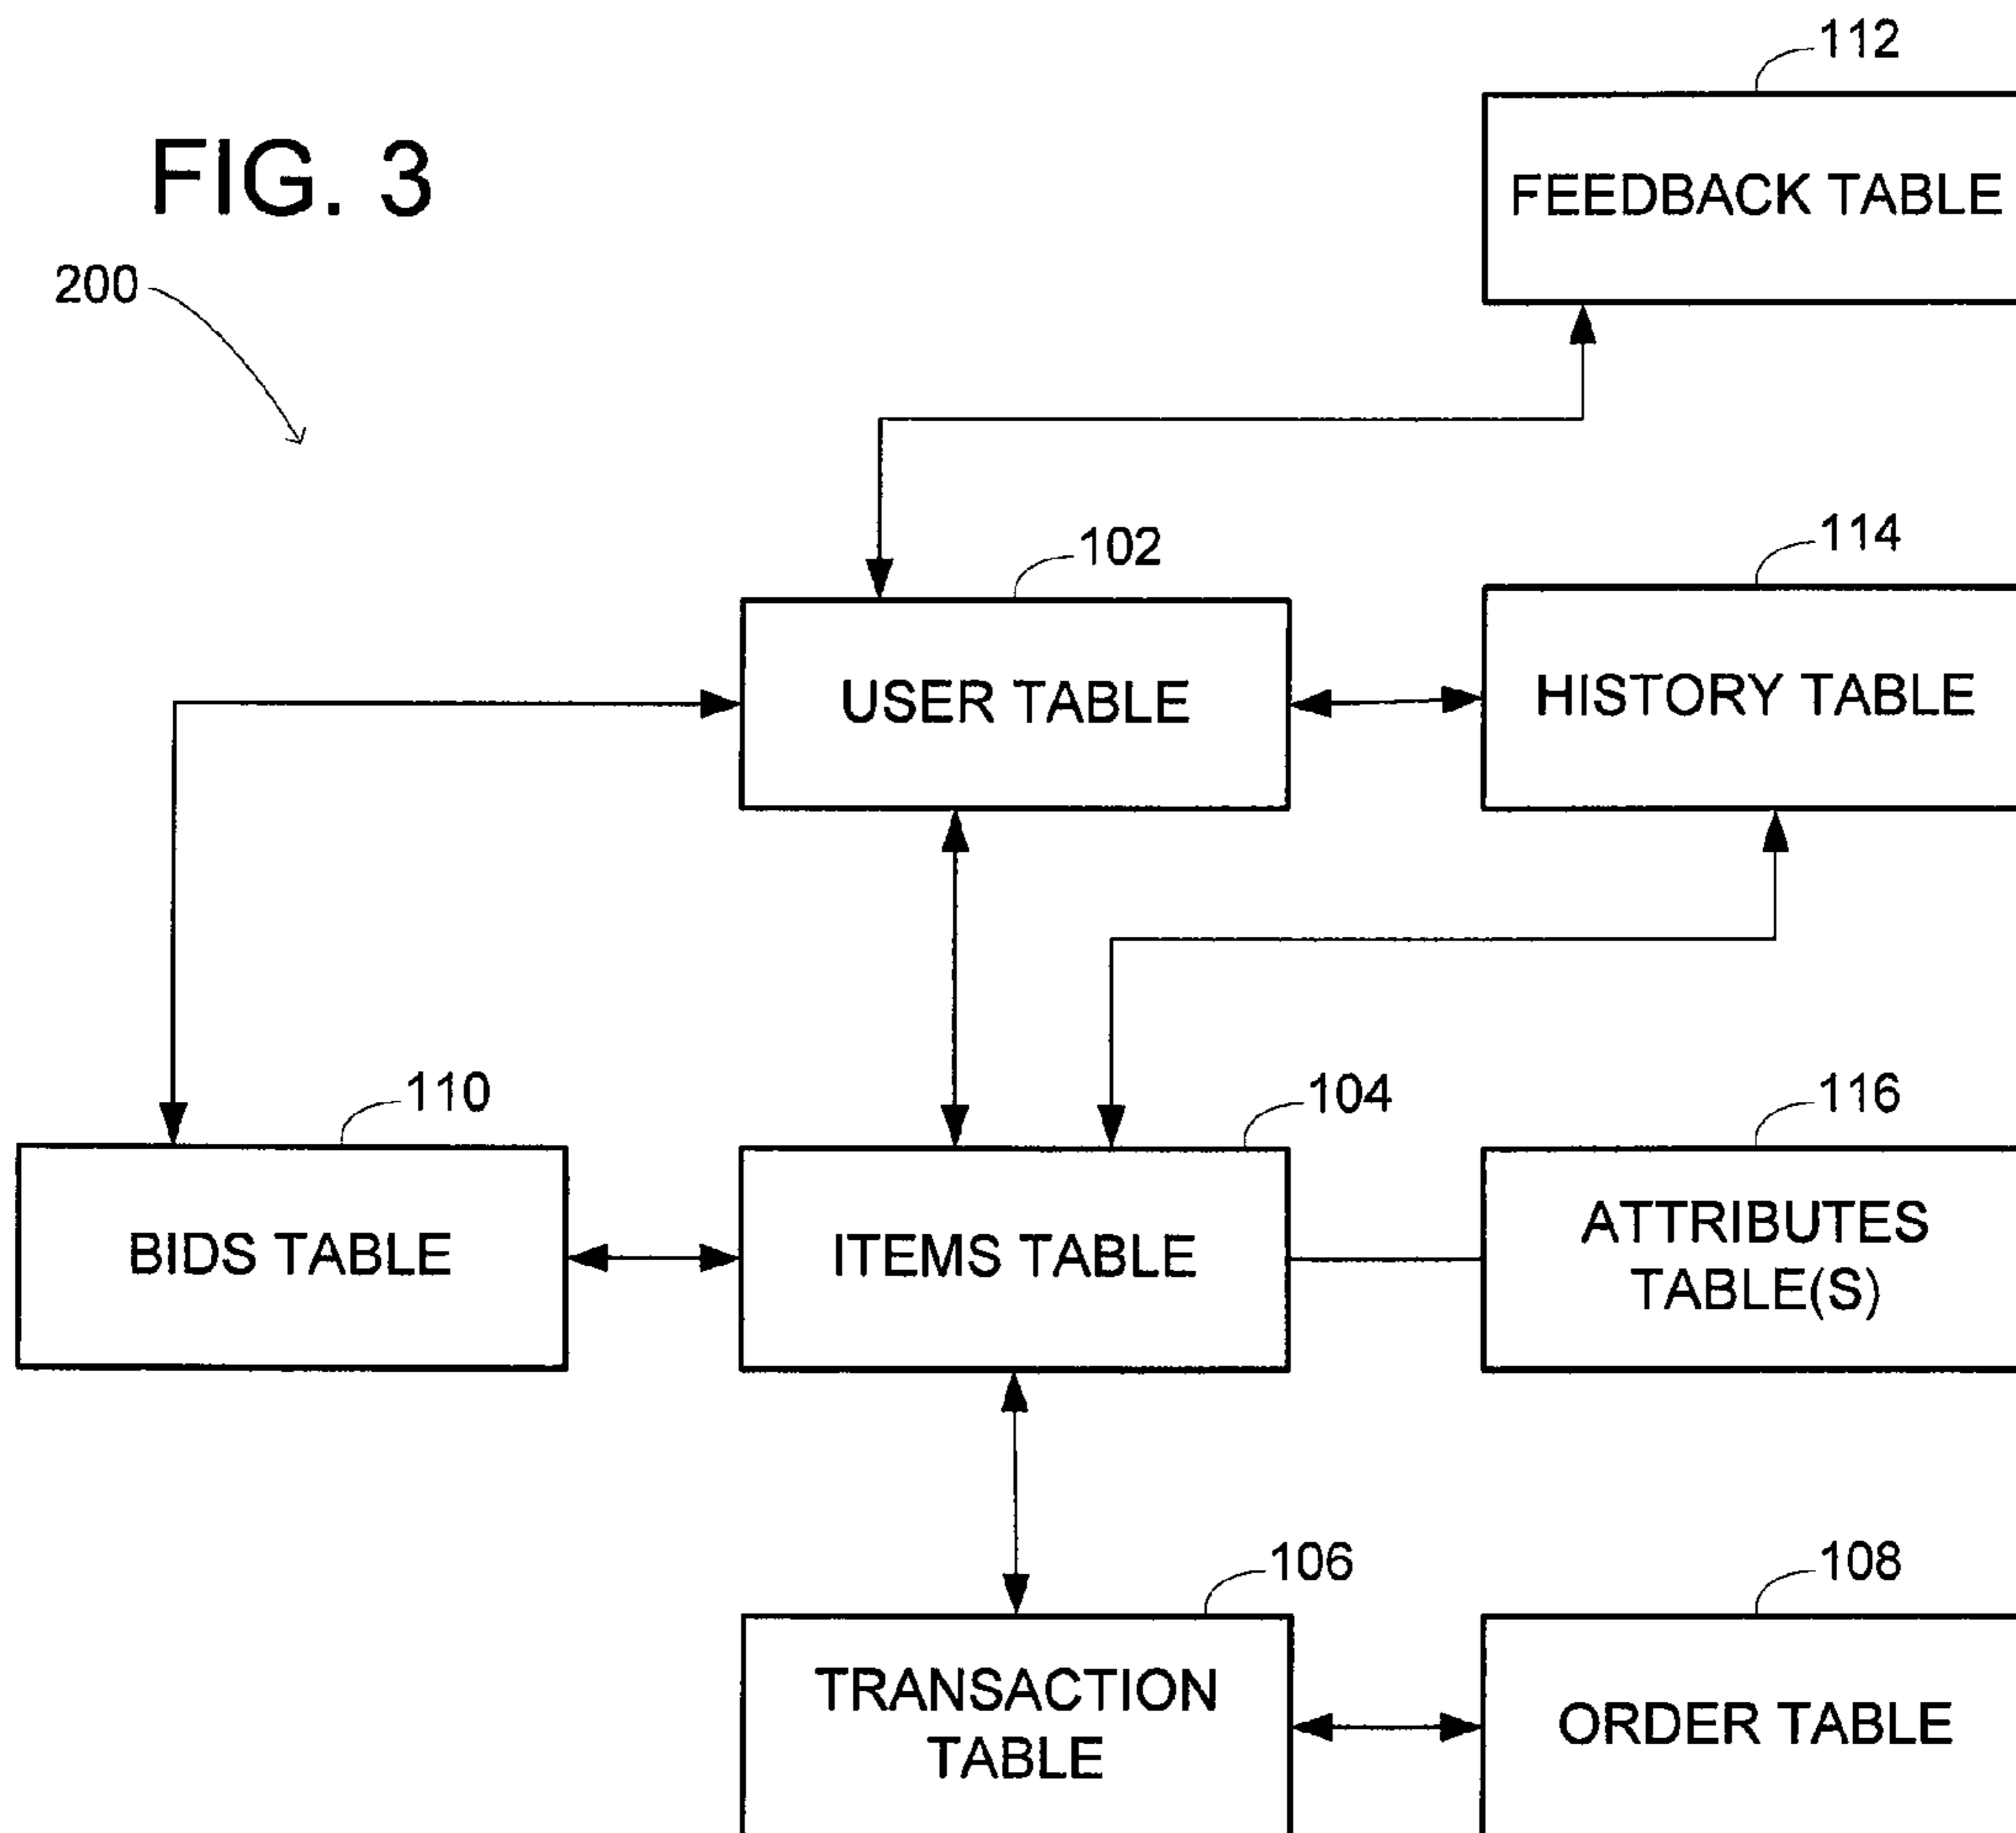 112
FIG. 3
FEEDBACK TABLE
200
102
114
USER TABLE
HISTORY TABLE
110
104
116
BIDS TABLE
ITEMS TABLE
ATTRIBUTES
TABLE(S)
106
108
TRANSACTION
TABLE
ORDER TABLE